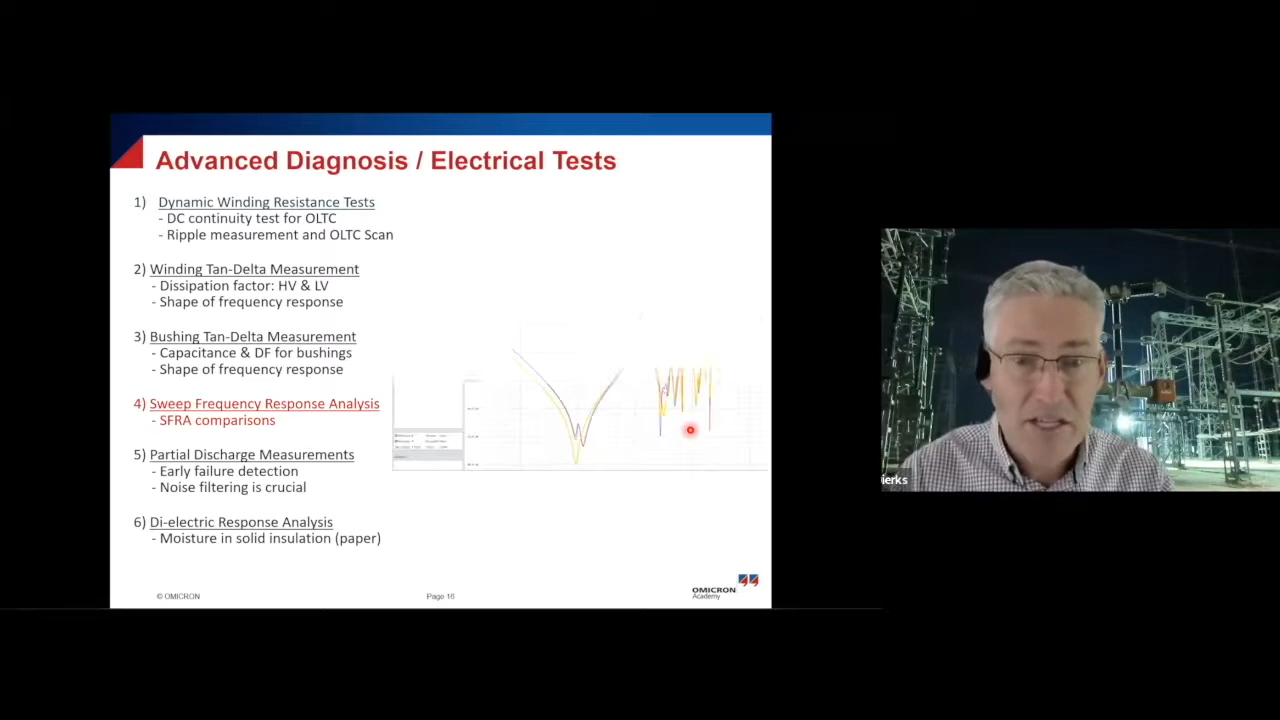 Advanced Diagnosis / Electrical Tests
1) Dynamic Winding Resistance Tests
- DC continuity test for OLTC
- Ripple measurement and OLTC Scan
2) Winding Tan-Delta Measurement
- Dissipation factor: HV & LV
- Shape of frequency response
3) Bushing Tan-Delta Measurement
- Capacitance & DF for bushings
- Shape of frequency response
4) Sweep Frequency Response Analysis
- SFRA comparisons
5) Partial Discharge Measurements
- Early failure detection
- Noise filtering is crucial
6) Di-electric Response Analysis
- Moisture in solid insulation (paper)
© OMICRON
Page 16
OMICRON
Academy